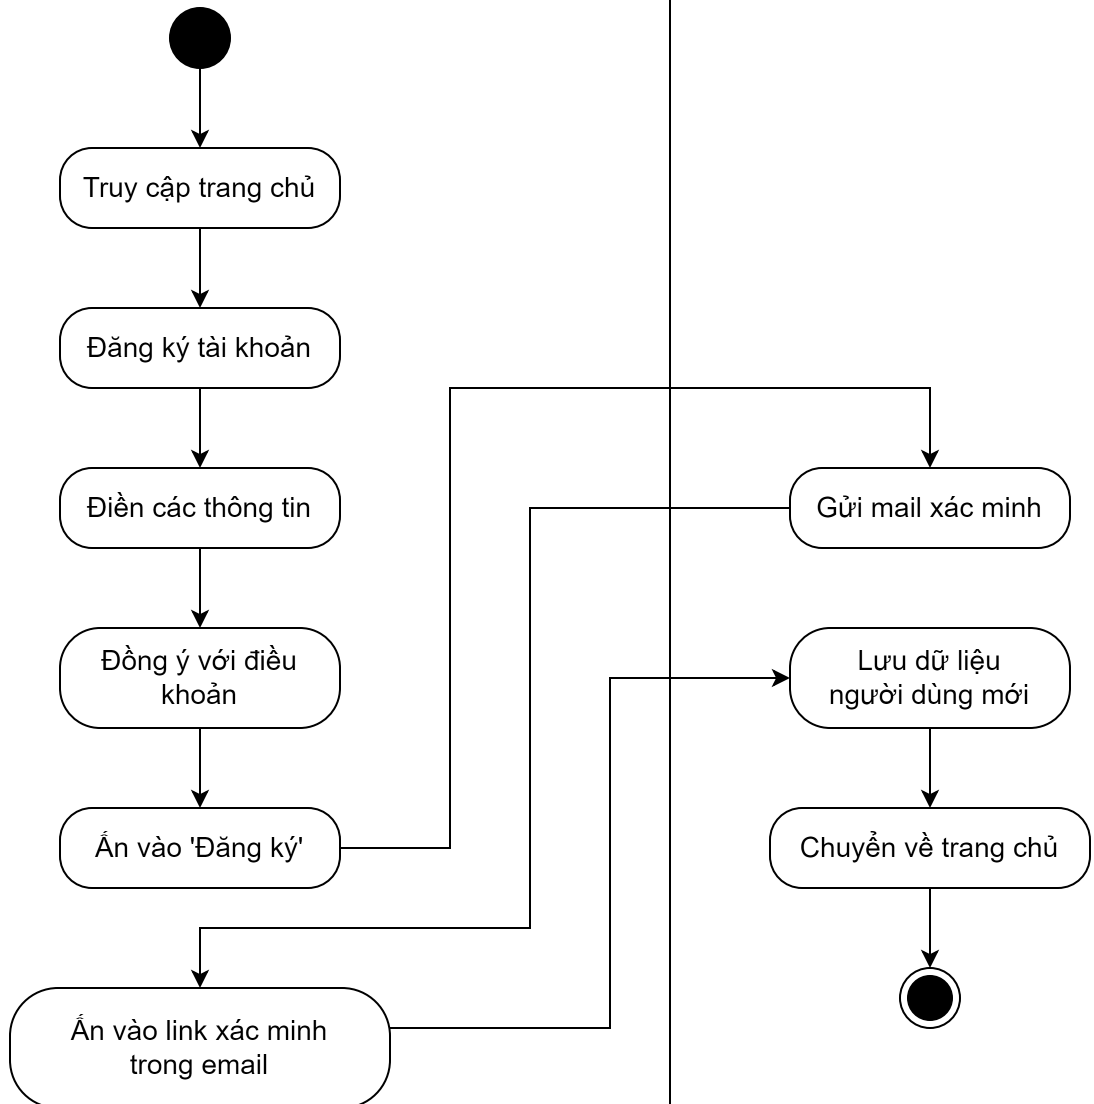 Truy cập trang chủ
Đăng ký tài khoản
Điền các thông tin
Đồng ý với điều
khoản
Ấn vào 'Đăng ký'
Gửi mail xác minh
Ấn vào link xác minh
trong email
Lưu dữ liệu
người dùng mới
Chuyển về trang chủ